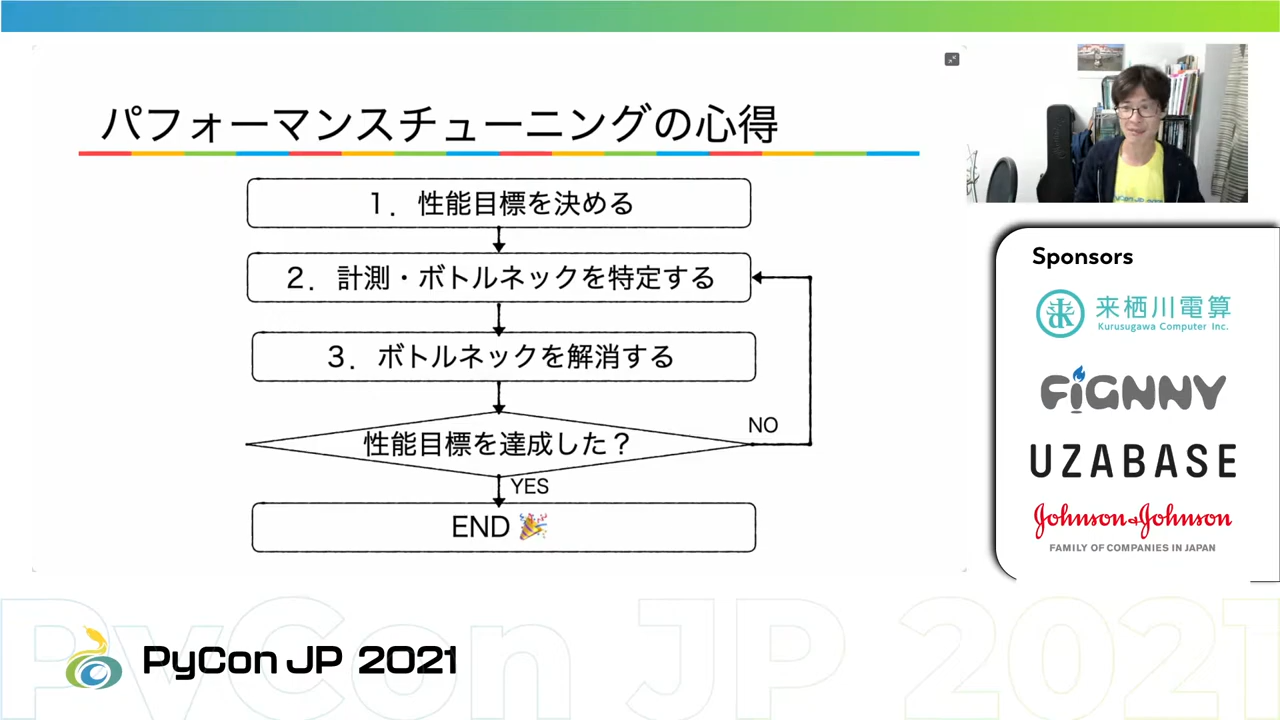 パフォーマンスチューニングの心得
1．性能目標を決める
2．計測・ボトルネックを特定する
3．ボトルネックを解消する
性能目標を達成した？
NO
YES
END 🎉
Sponsors
来栖川電算
Kurusugawa Computer Inc.
FiGNNY
UZABASE
Johnson&Johnson
FAMILY OF COMPANIES IN JAPAN
PyCon JP 2021
PyCon JP 2021